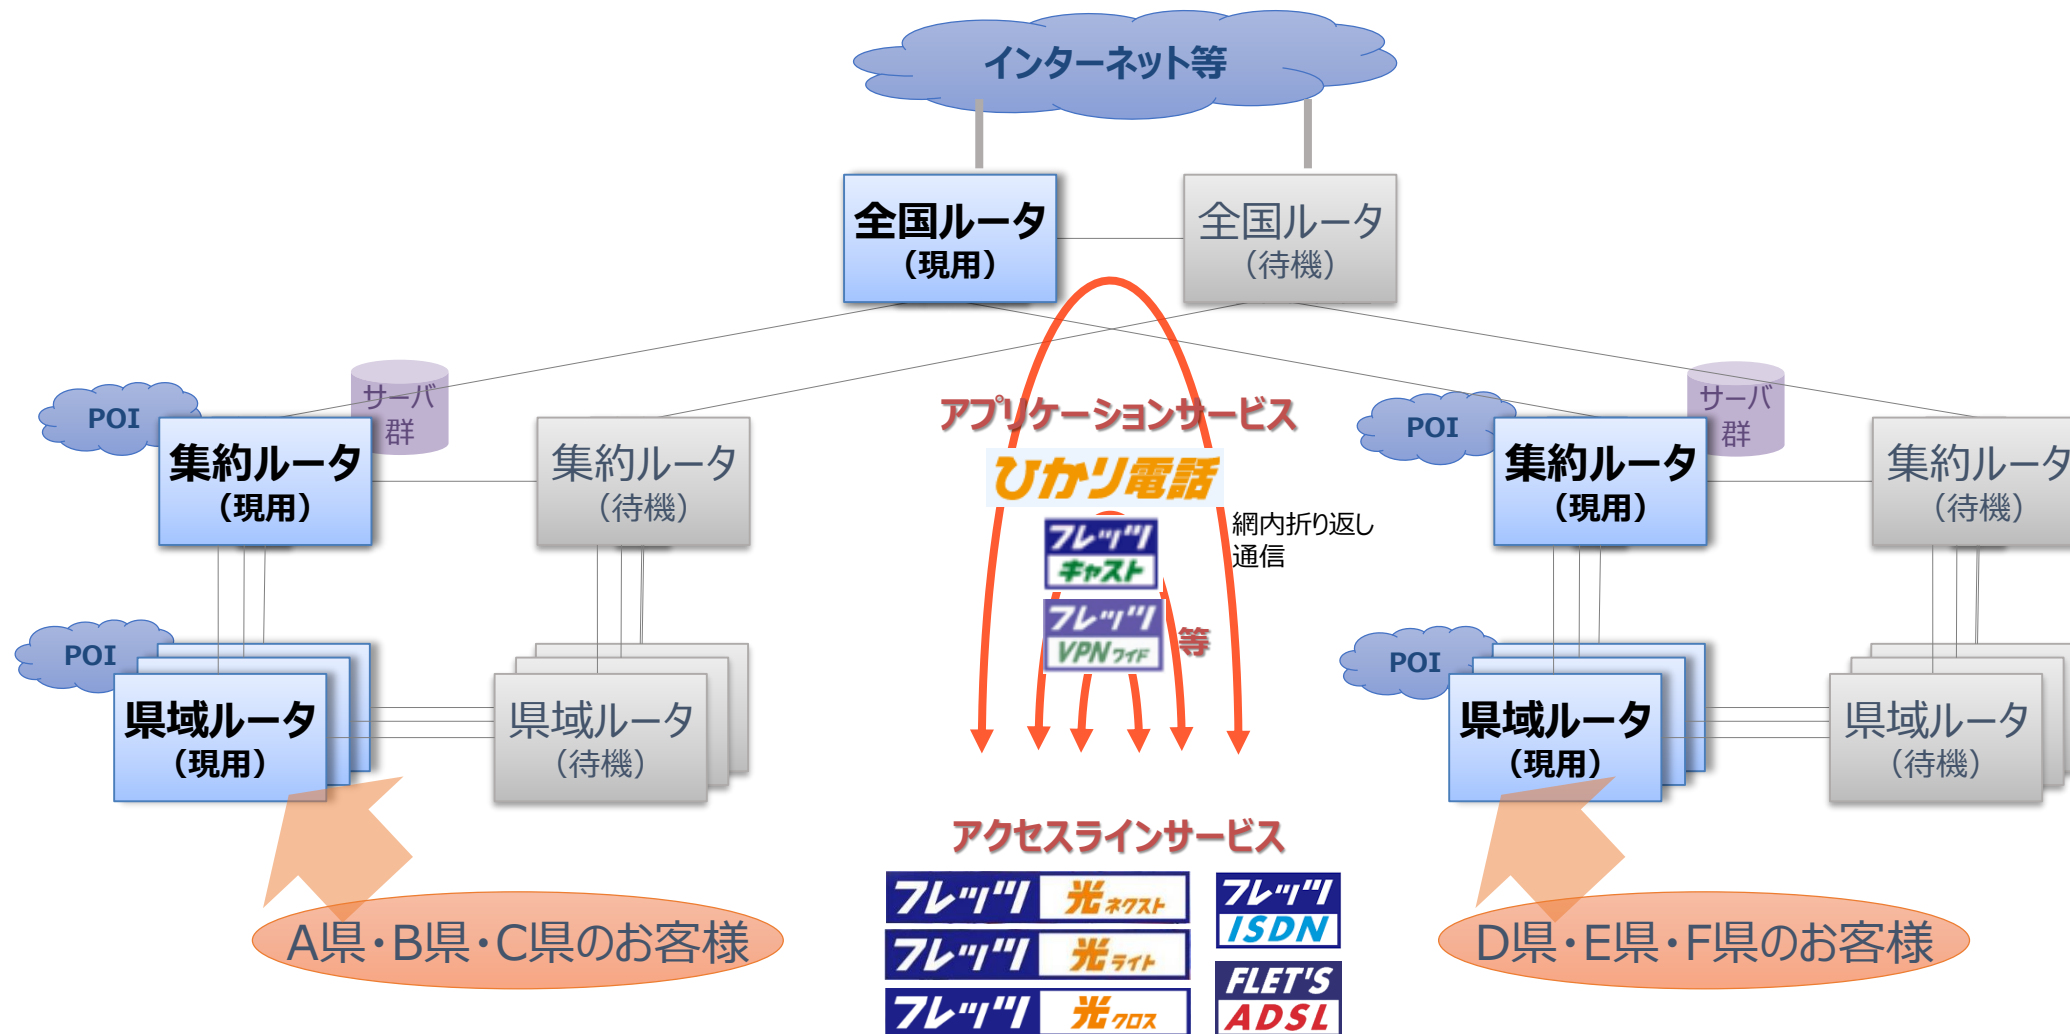 インターネット等
全国ルータ
（現用）
全国ルータ
（待機）
POI
サーバ
群
集約ルータ
（現用）
集約ルータ
（待機）
アプリケーションサービス
ひかり電話
フレッツ
キャスト
フレッツ
VPNワイド
等
網内折り返し
通信
POI
サーバ
群
集約ルータ
（現用）
集約ルータ
（待機）
POI
県域ルータ
（現用）
県域ルータ
（待機）
POI
県域ルータ
（現用）
県域ルータ
（待機）
A県・B県・C県のお客様
アクセスラインサービス
フレッツ 光ネクスト
フレッツ 光ライト
フレッツ 光クロス
フレッツ
ISDN
FLET'S
ADSL
D県・E県・F県のお客様